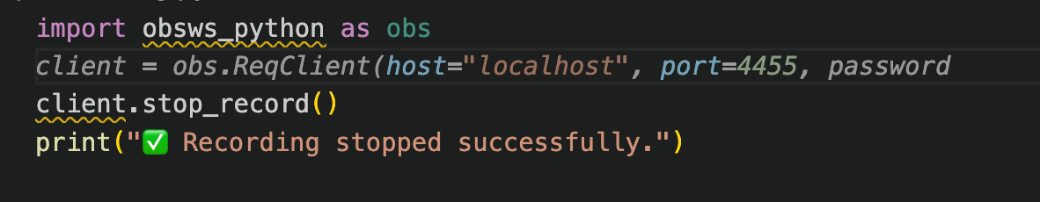 import obsws_python as obs
client = obs.ReqClient(host="localhost", port=4455, password
client.stop_record()
print("✅ Recording stopped successfully.")